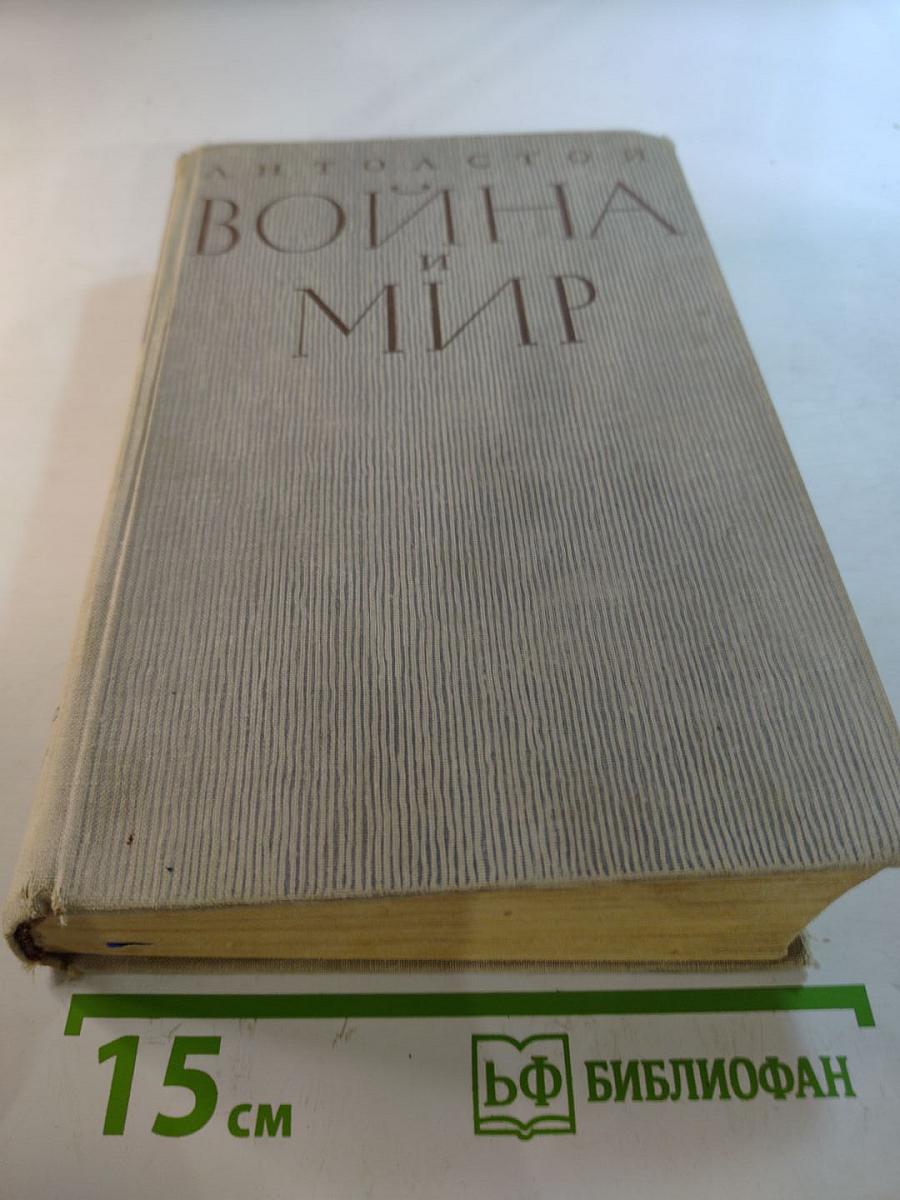 Л Н ТОЛСТОЙ
ВОЙНА
И
МИР
15 см
БФ БИБЛИОФАН